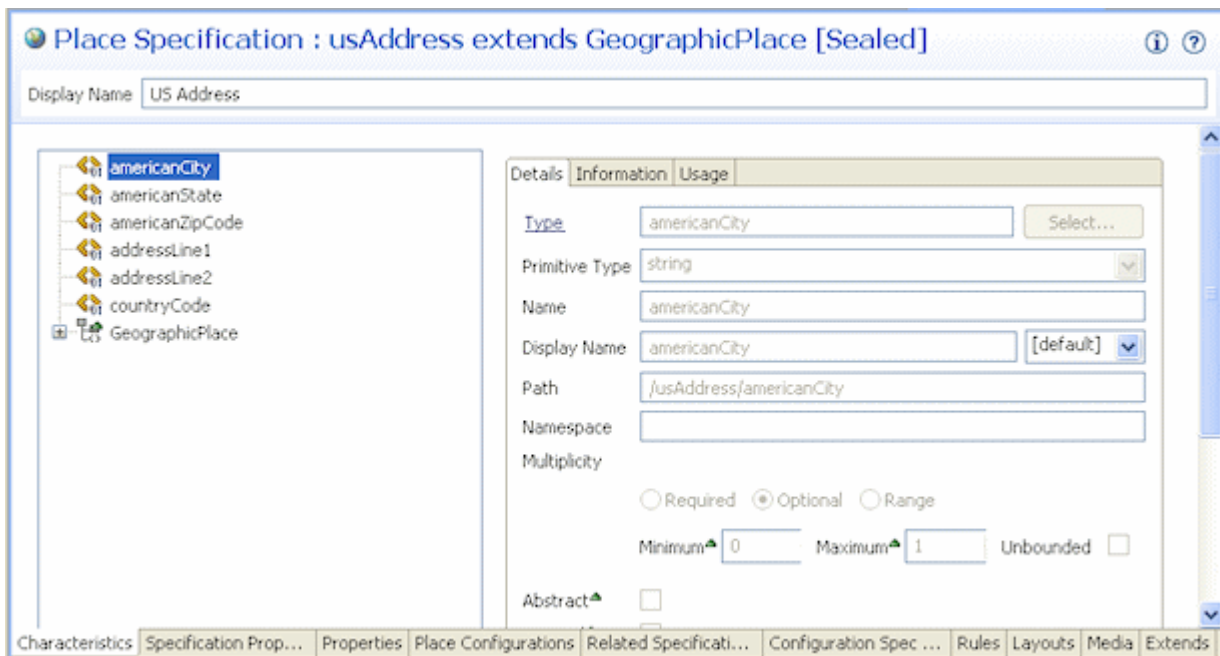 Place Specification : usAddress extends GeographicPlace [Sealed]
Display Name US Address
americanCity
americanState
americanZipCode
addressLine1
addressLine2
countryCode
GeographicPlace
Details Information Usage
Type americanCity Select...
Primitive Type string
Name americanCity
Display Name americanCity [default]
Path /usAddress/americanCity
Namespace
Multiplicity
Required Optional Range
Minimum 0 Maximum 1 Unbounded
Abstract
Characteristics Specification Prop... Properties Place Configurations Related Specificati... Configuration Spec ... Rules Layouts Media Extends